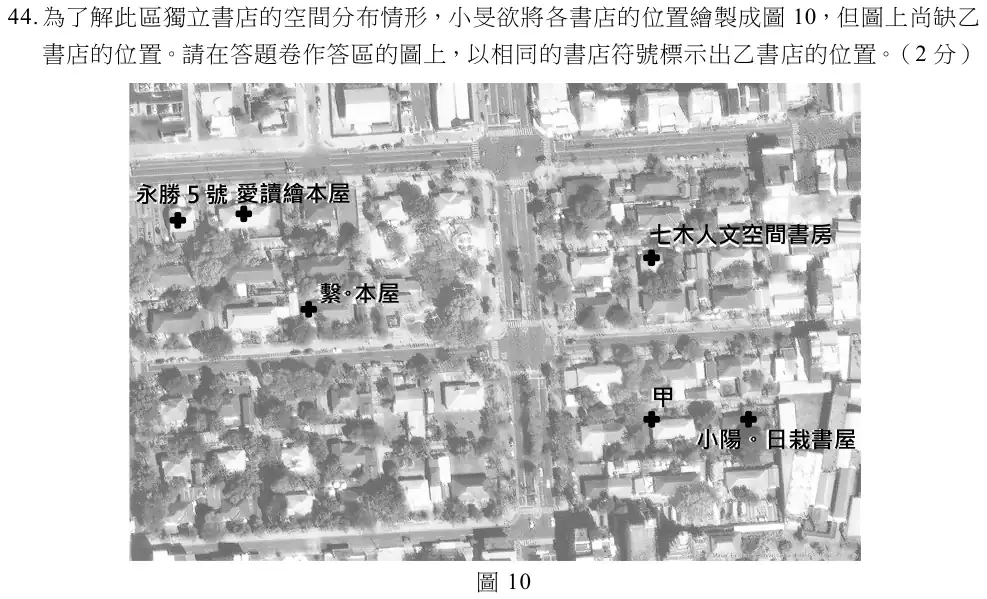 44. 為了解此區獨立書店的空間分布情形，小旻欲將各書店的位置繪製成圖 10，但圖上尚缺乙
書店的位置。請在答題卷作答區的圖上，以相同的書店符號標示出乙書店的位置。（2 分）
永勝 5 號 愛讀繪本屋
七木人文空間書房
繫。本屋
甲
小陽。日栽書屋
圖 10